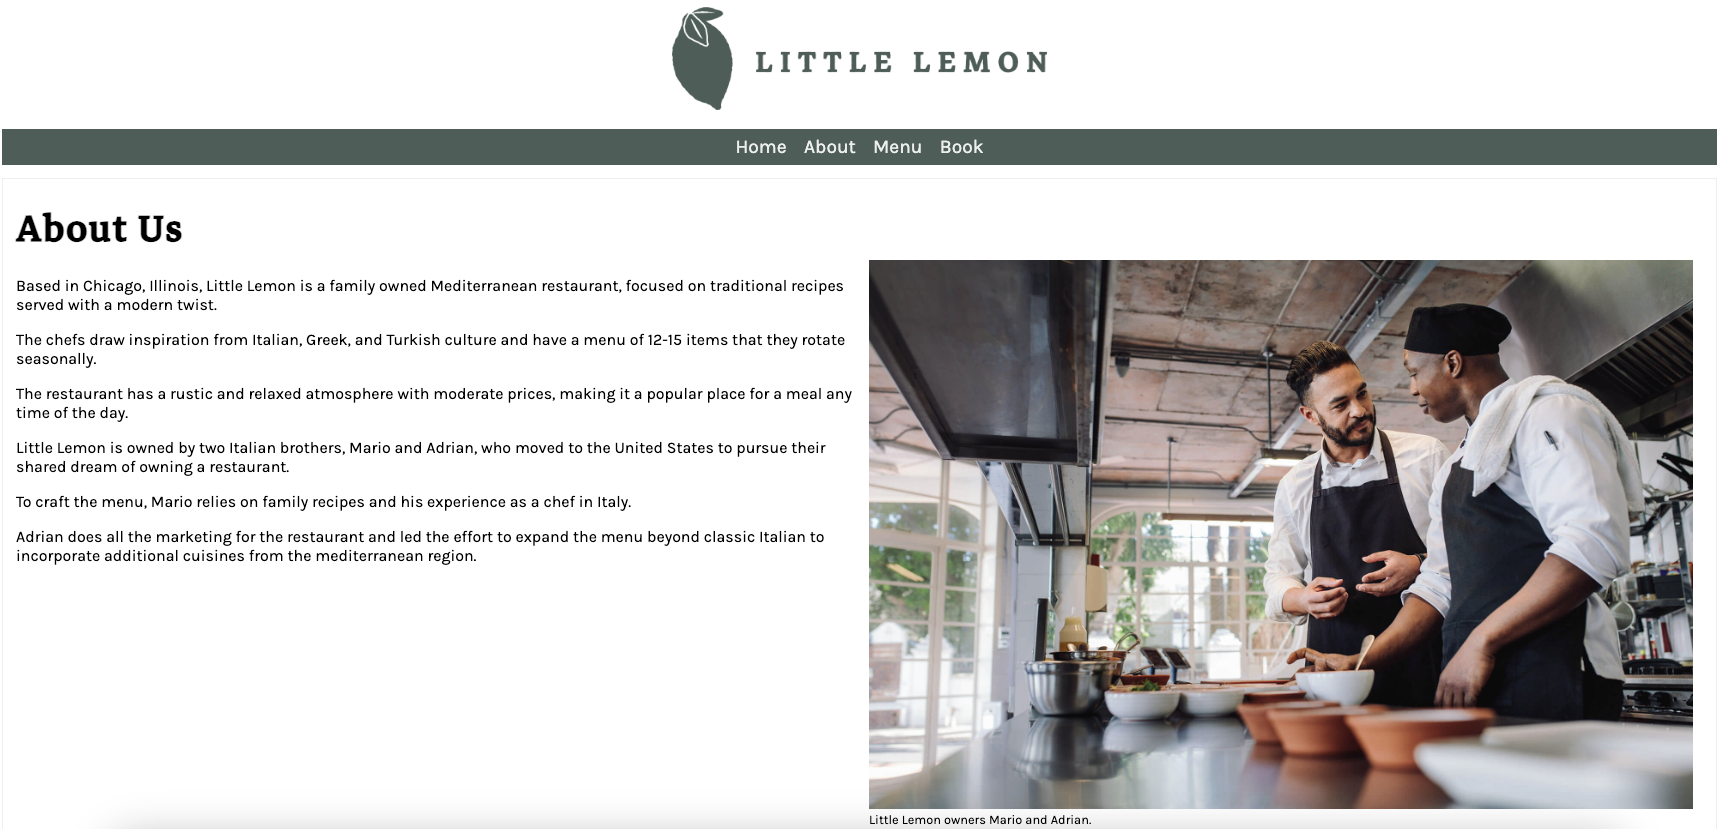 LITTLE LEMON
Home About Menu Book
About Us
Based in Chicago, Illinois, Little Lemon is a family owned Mediterranean restaurant, focused on traditional recipes
served with a modern twist.
The chefs draw inspiration from Italian, Greek, and Turkish culture and have a menu of 12-15 items that they rotate
seasonally.
The restaurant has a rustic and relaxed atmosphere with moderate prices, making it a popular place for a meal any
time of the day.
Little Lemon is owned by two Italian brothers, Mario and Adrian, who moved to the United States to pursue their
shared dream of owning a restaurant.
To craft the menu, Mario relies on family recipes and his experience as a chef in Italy.
Adrian does all the marketing for the restaurant and led the effort to expand the menu beyond classic Italian to
incorporate additional cuisines from the mediterranean region.
Little Lemon owners Mario and Adrian.